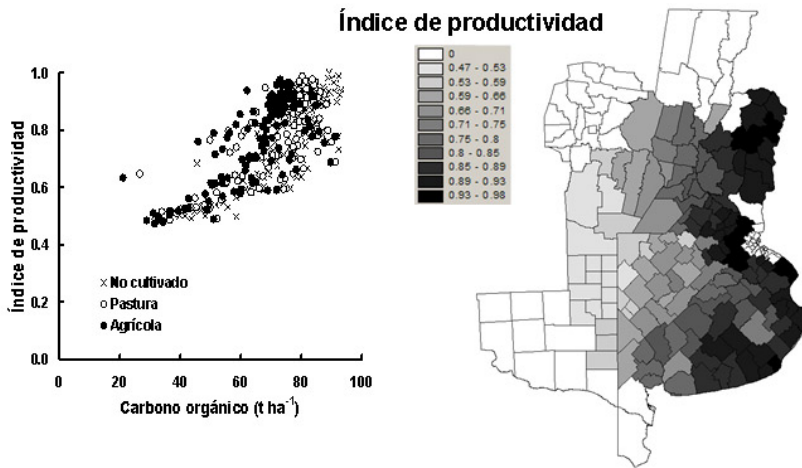 Índice de productividad
Índice de productividad
1.0
0.8
0.6
0.4
0.2
0.0
× No cultivado
○ Pastura
● Agrícola
0 20 40 60 80 100
Carbono orgánico (t ha⁻¹)
0
0.47 - 0.53
0.53 - 0.59
0.59 - 0.66
0.66 - 0.71
0.71 - 0.75
0.75 - 0.8
0.8 - 0.85
0.85 - 0.89
0.89 - 0.93
0.93 - 0.98